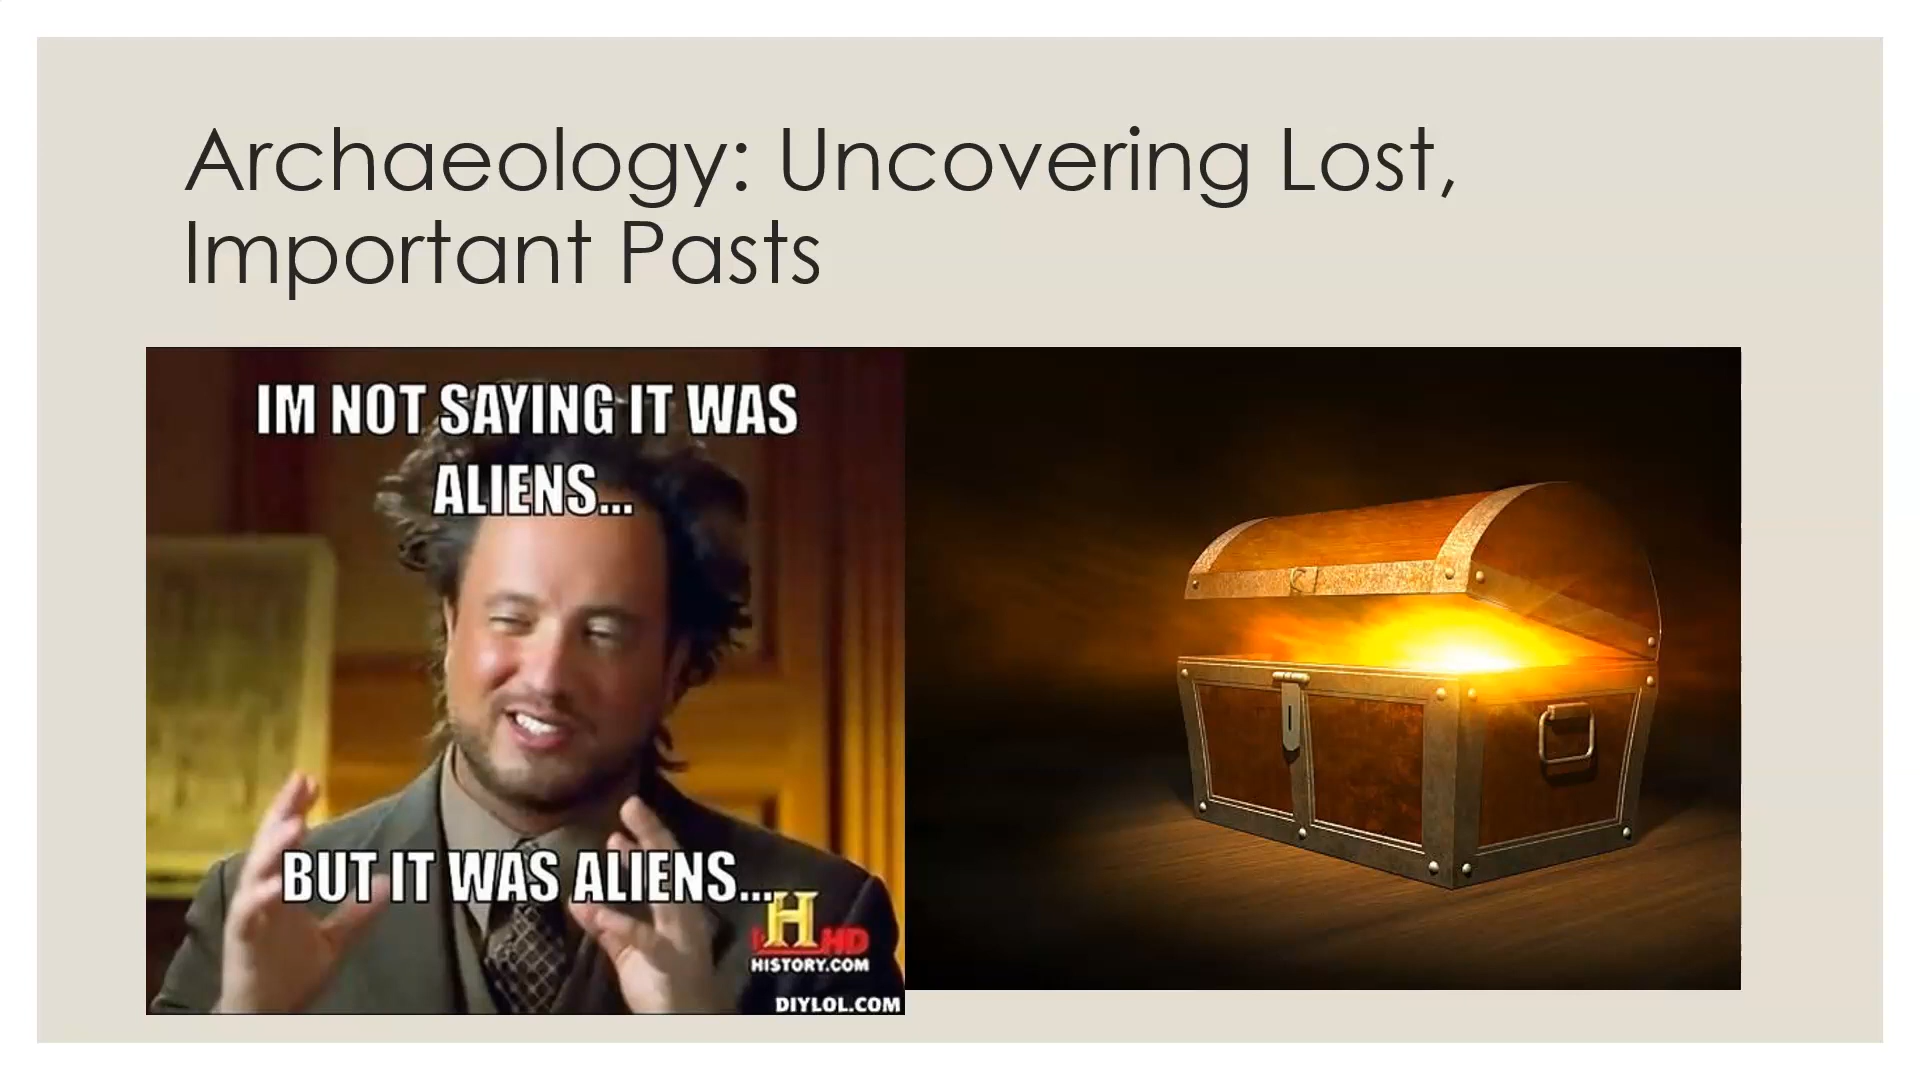 Archaeology: Uncovering Lost,
Important Pasts
IM NOT SAYING IT WAS
ALIENS...
BUT IT WAS ALIENS...
H HD
HISTORY.COM
DIYLOL.COM